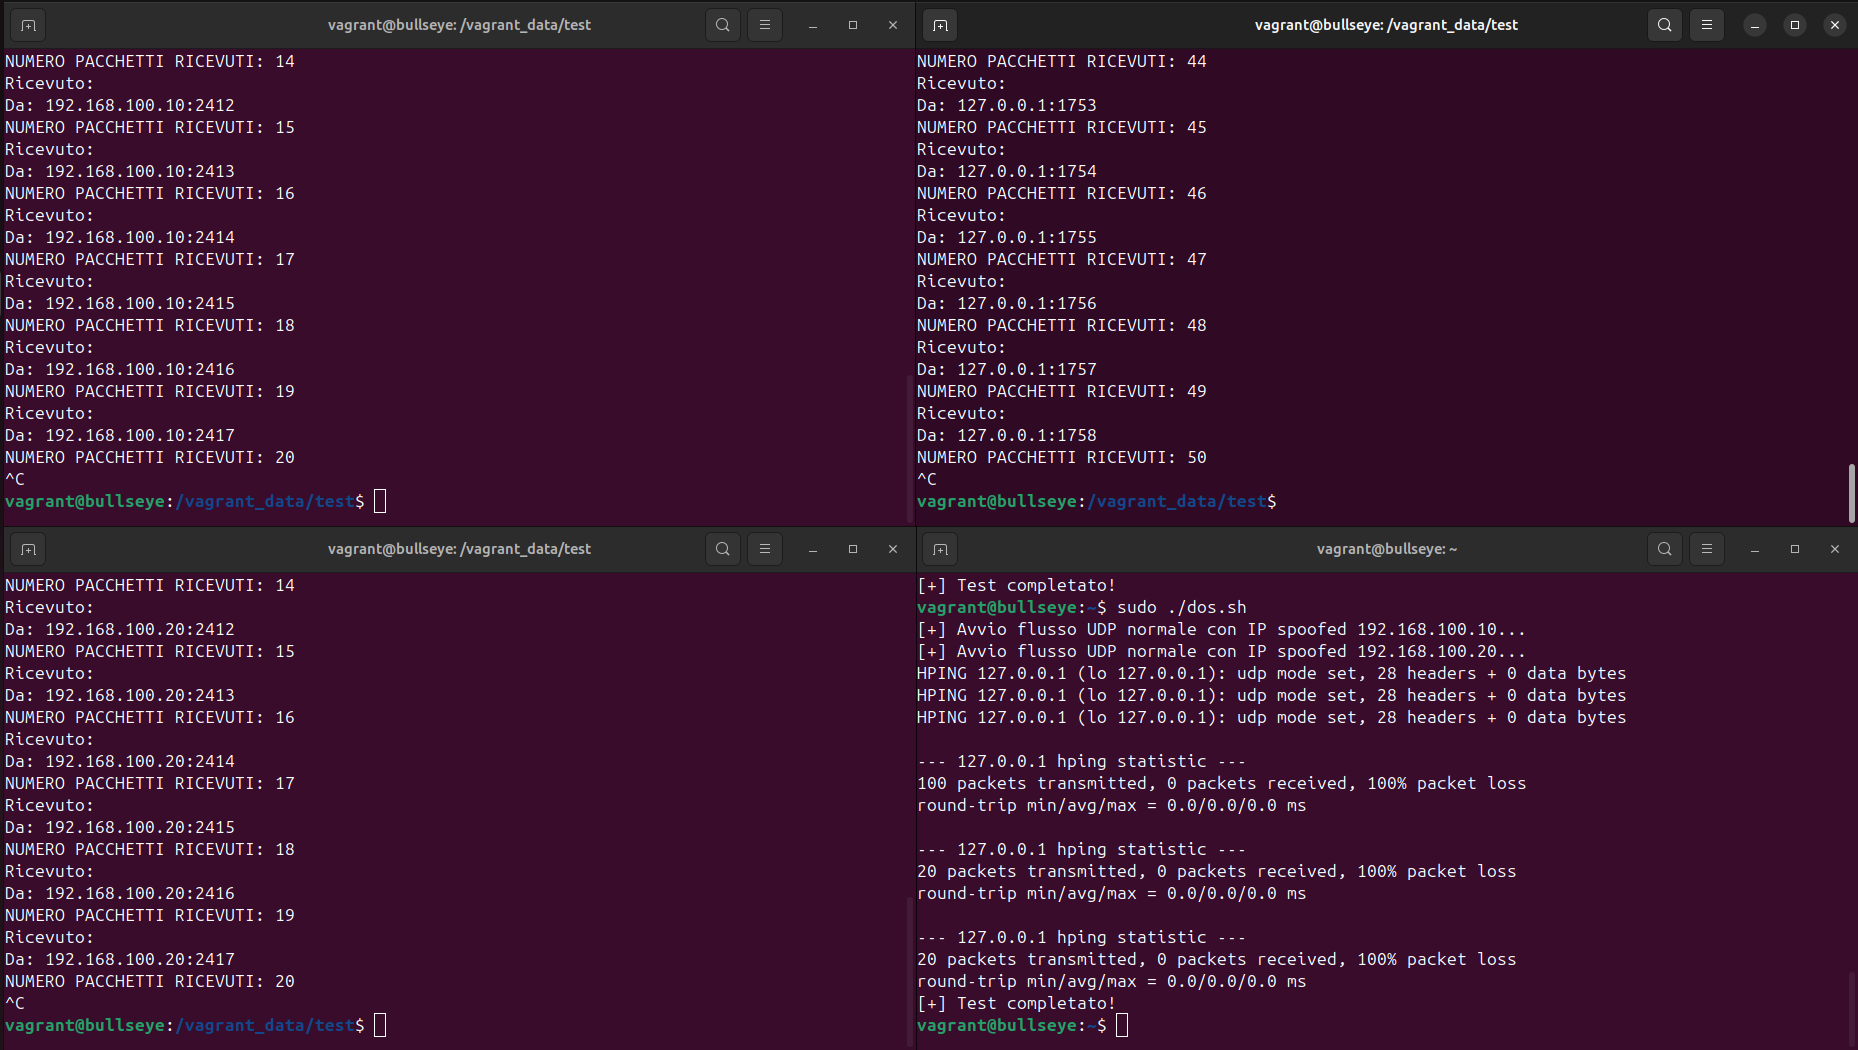 vagrant@bullseye: /vagrant_data/test
NUMERO PACCHETTI RICEVUTI: 14
Ricevuto:
Da: 192.168.100.10:2412
NUMERO PACCHETTI RICEVUTI: 15
Ricevuto:
Da: 192.168.100.10:2413
NUMERO PACCHETTI RICEVUTI: 16
Ricevuto:
Da: 192.168.100.10:2414
NUMERO PACCHETTI RICEVUTI: 17
Ricevuto:
Da: 192.168.100.10:2415
NUMERO PACCHETTI RICEVUTI: 18
Ricevuto:
Da: 192.168.100.10:2416
NUMERO PACCHETTI RICEVUTI: 19
Ricevuto:
Da: 192.168.100.10:2417
NUMERO PACCHETTI RICEVUTI: 20
^C
vagrant@bullseye:/vagrant_data/test$
vagrant@bullseye: /vagrant_data/test
NUMERO PACCHETTI RICEVUTI: 44
Ricevuto:
Da: 127.0.0.1:1753
NUMERO PACCHETTI RICEVUTI: 45
Ricevuto:
Da: 127.0.0.1:1754
NUMERO PACCHETTI RICEVUTI: 46
Ricevuto:
Da: 127.0.0.1:1755
NUMERO PACCHETTI RICEVUTI: 47
Ricevuto:
Da: 127.0.0.1:1756
NUMERO PACCHETTI RICEVUTI: 48
Ricevuto:
Da: 127.0.0.1:1757
NUMERO PACCHETTI RICEVUTI: 49
Ricevuto:
Da: 127.0.0.1:1758
NUMERO PACCHETTI RICEVUTI: 50
^C
vagrant@bullseye:/vagrant_data/test$
vagrant@bullseye: /vagrant_data/test
NUMERO PACCHETTI RICEVUTI: 14
Ricevuto:
Da: 192.168.100.20:2412
NUMERO PACCHETTI RICEVUTI: 15
Ricevuto:
Da: 192.168.100.20:2413
NUMERO PACCHETTI RICEVUTI: 16
Ricevuto:
Da: 192.168.100.20:2414
NUMERO PACCHETTI RICEVUTI: 17
Ricevuto:
Da: 192.168.100.20:2415
NUMERO PACCHETTI RICEVUTI: 18
Ricevuto:
Da: 192.168.100.20:2416
NUMERO PACCHETTI RICEVUTI: 19
Ricevuto:
Da: 192.168.100.20:2417
NUMERO PACCHETTI RICEVUTI: 20
^C
vagrant@bullseye:/vagrant_data/test$
vagrant@bullseye: ~
[+] Test completato!
vagrant@bullseye:~$ sudo ./dos.sh
[+] Avvio flusso UDP normale con IP spoofed 192.168.100.10...
[+] Avvio flusso UDP normale con IP spoofed 192.168.100.20...
HPING 127.0.0.1 (lo 127.0.0.1): udp mode set, 28 headers + 0 data bytes
HPING 127.0.0.1 (lo 127.0.0.1): udp mode set, 28 headers + 0 data bytes
HPING 127.0.0.1 (lo 127.0.0.1): udp mode set, 28 headers + 0 data bytes
--- 127.0.0.1 hping statistic ---
100 packets transmitted, 0 packets received, 100% packet loss
round-trip min/avg/max = 0.0/0.0/0.0 ms
--- 127.0.0.1 hping statistic ---
20 packets transmitted, 0 packets received, 100% packet loss
round-trip min/avg/max = 0.0/0.0/0.0 ms
--- 127.0.0.1 hping statistic ---
20 packets transmitted, 0 packets received, 100% packet loss
round-trip min/avg/max = 0.0/0.0/0.0 ms
[+] Test completato!
vagrant@bullseye:~$